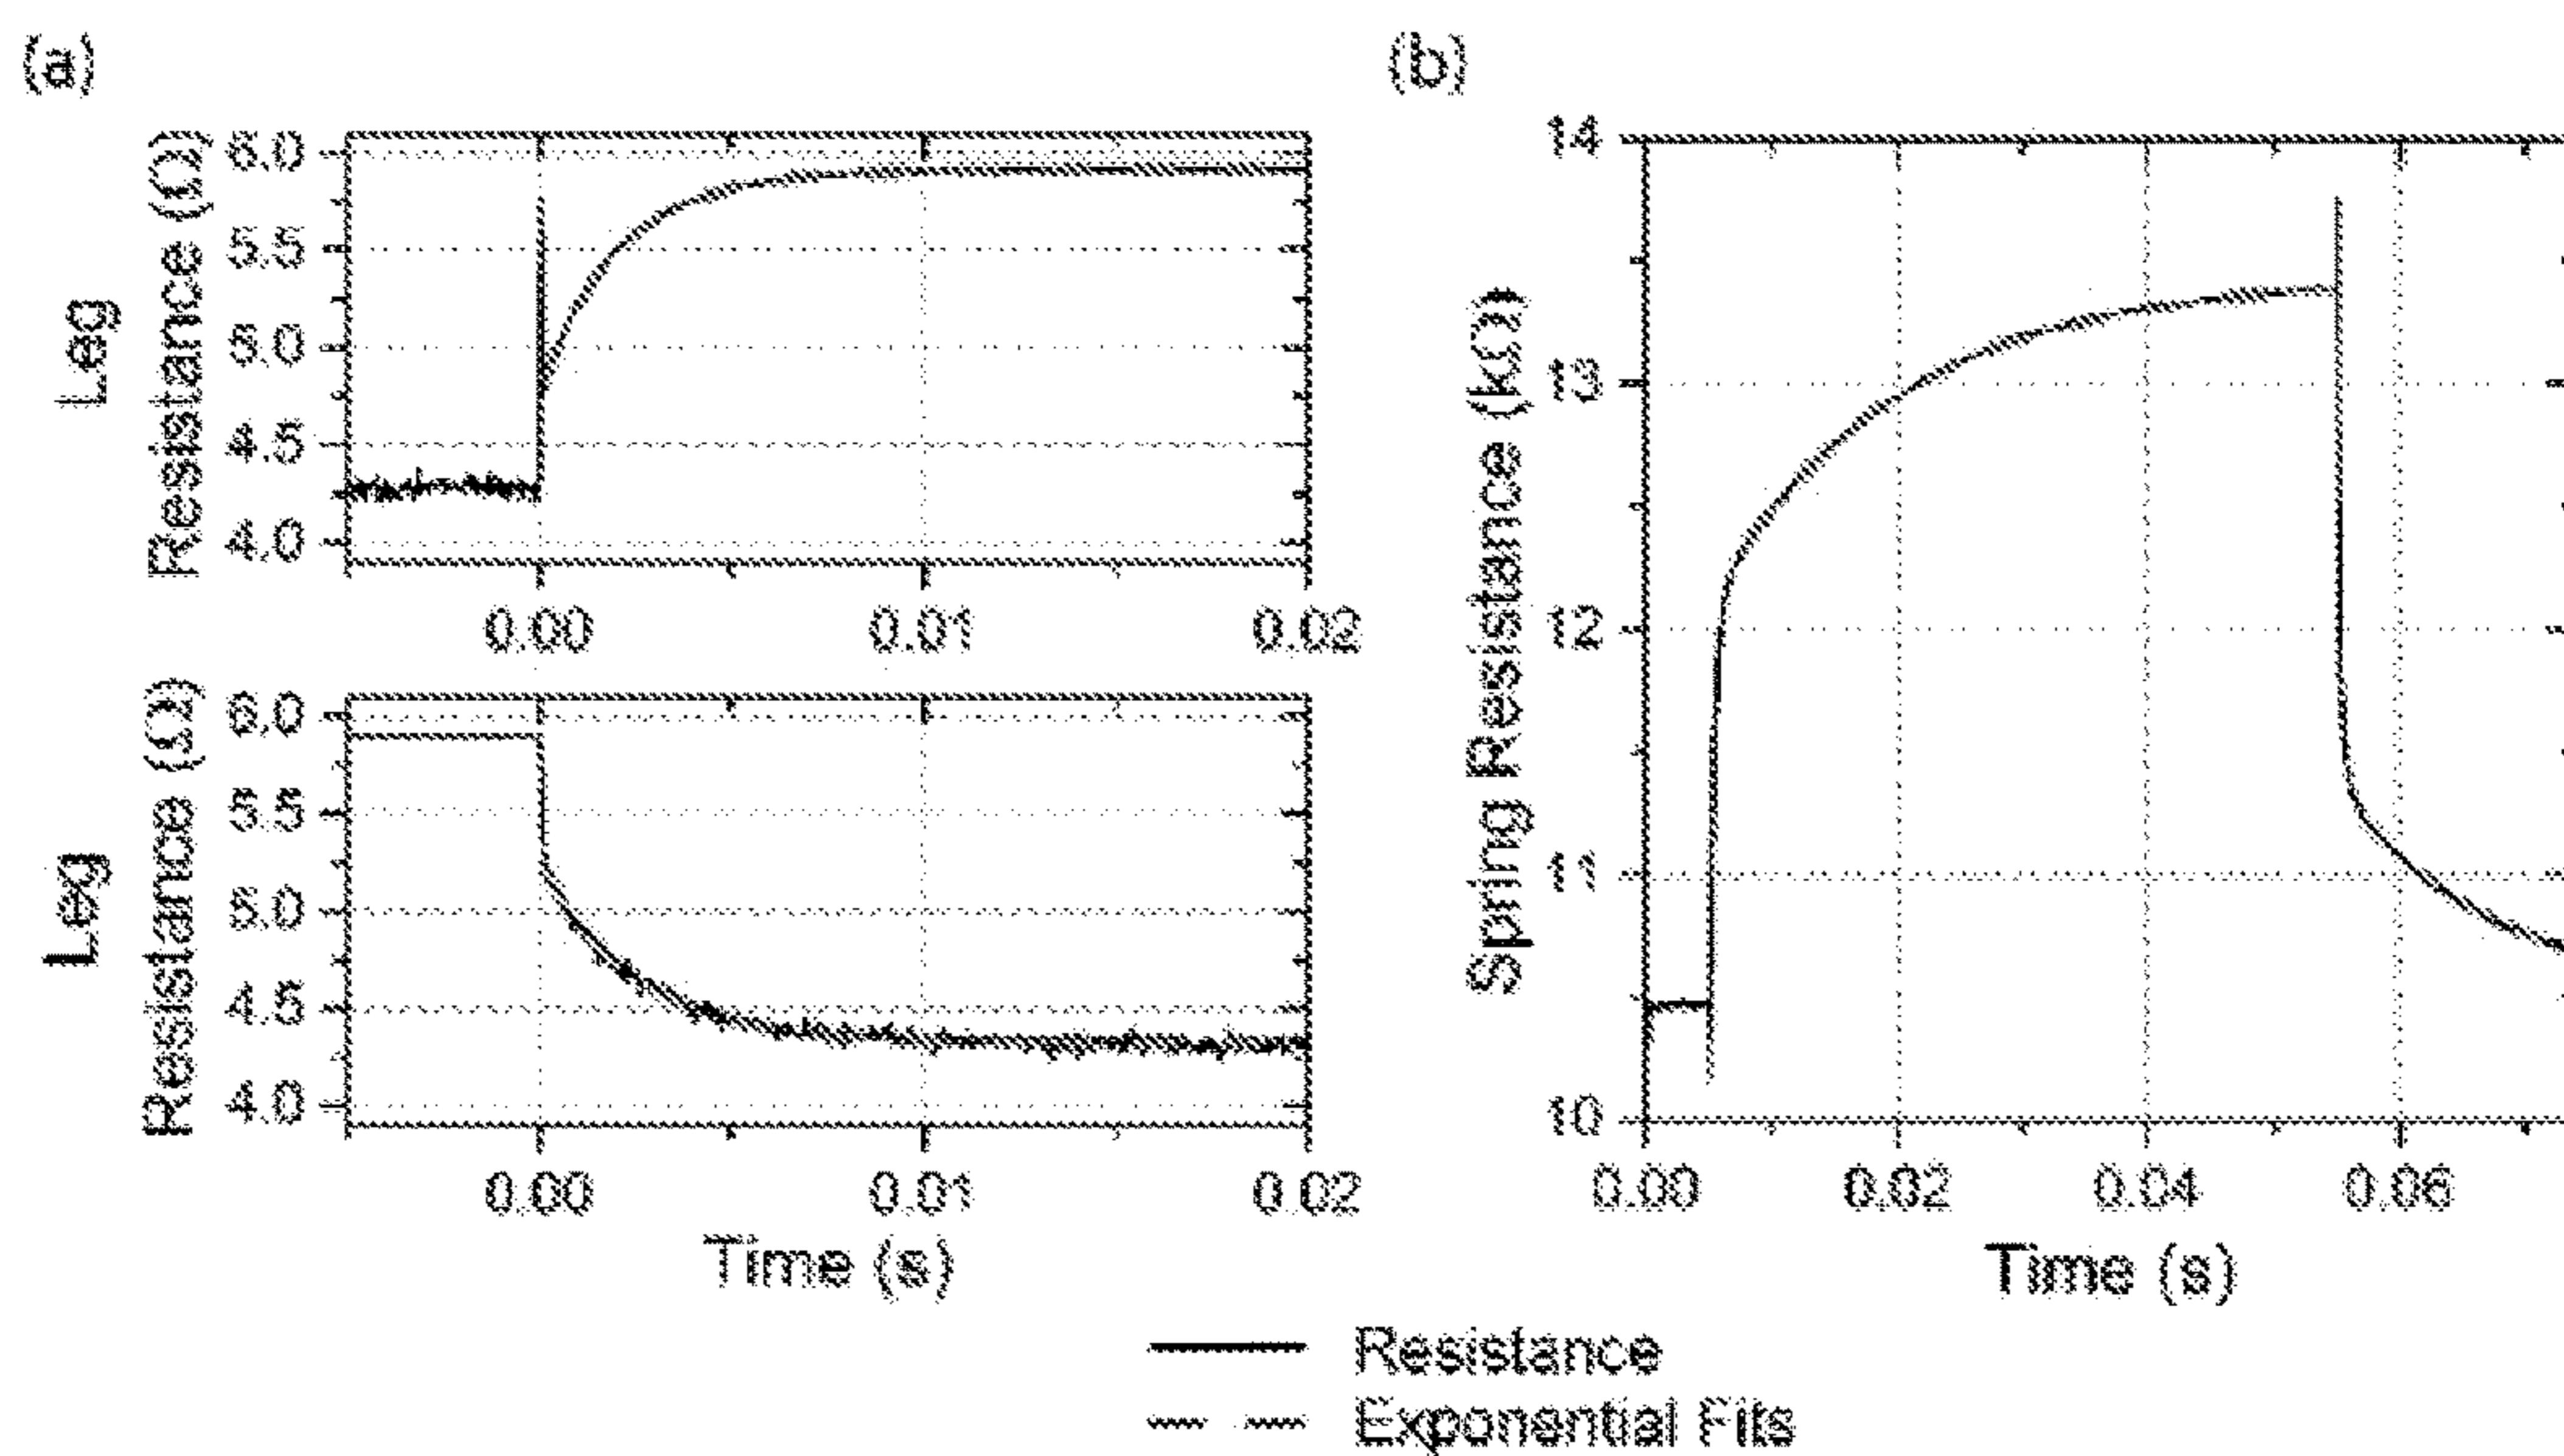 (a)
Leg
Resistance (Ω)
6.0
5.5
5.0
4.5
4.0
0.00 0.01 0.02
Leg
Resistance (Ω)
6.0
5.5
5.0
4.5
4.0
0.00 0.01 0.02
Time (s)
(b)
Spring Resistance (kΩ)
14
13
12
11
10
0.00 0.02 0.04 0.06
Time (s)
Resistance
Exponential Fits